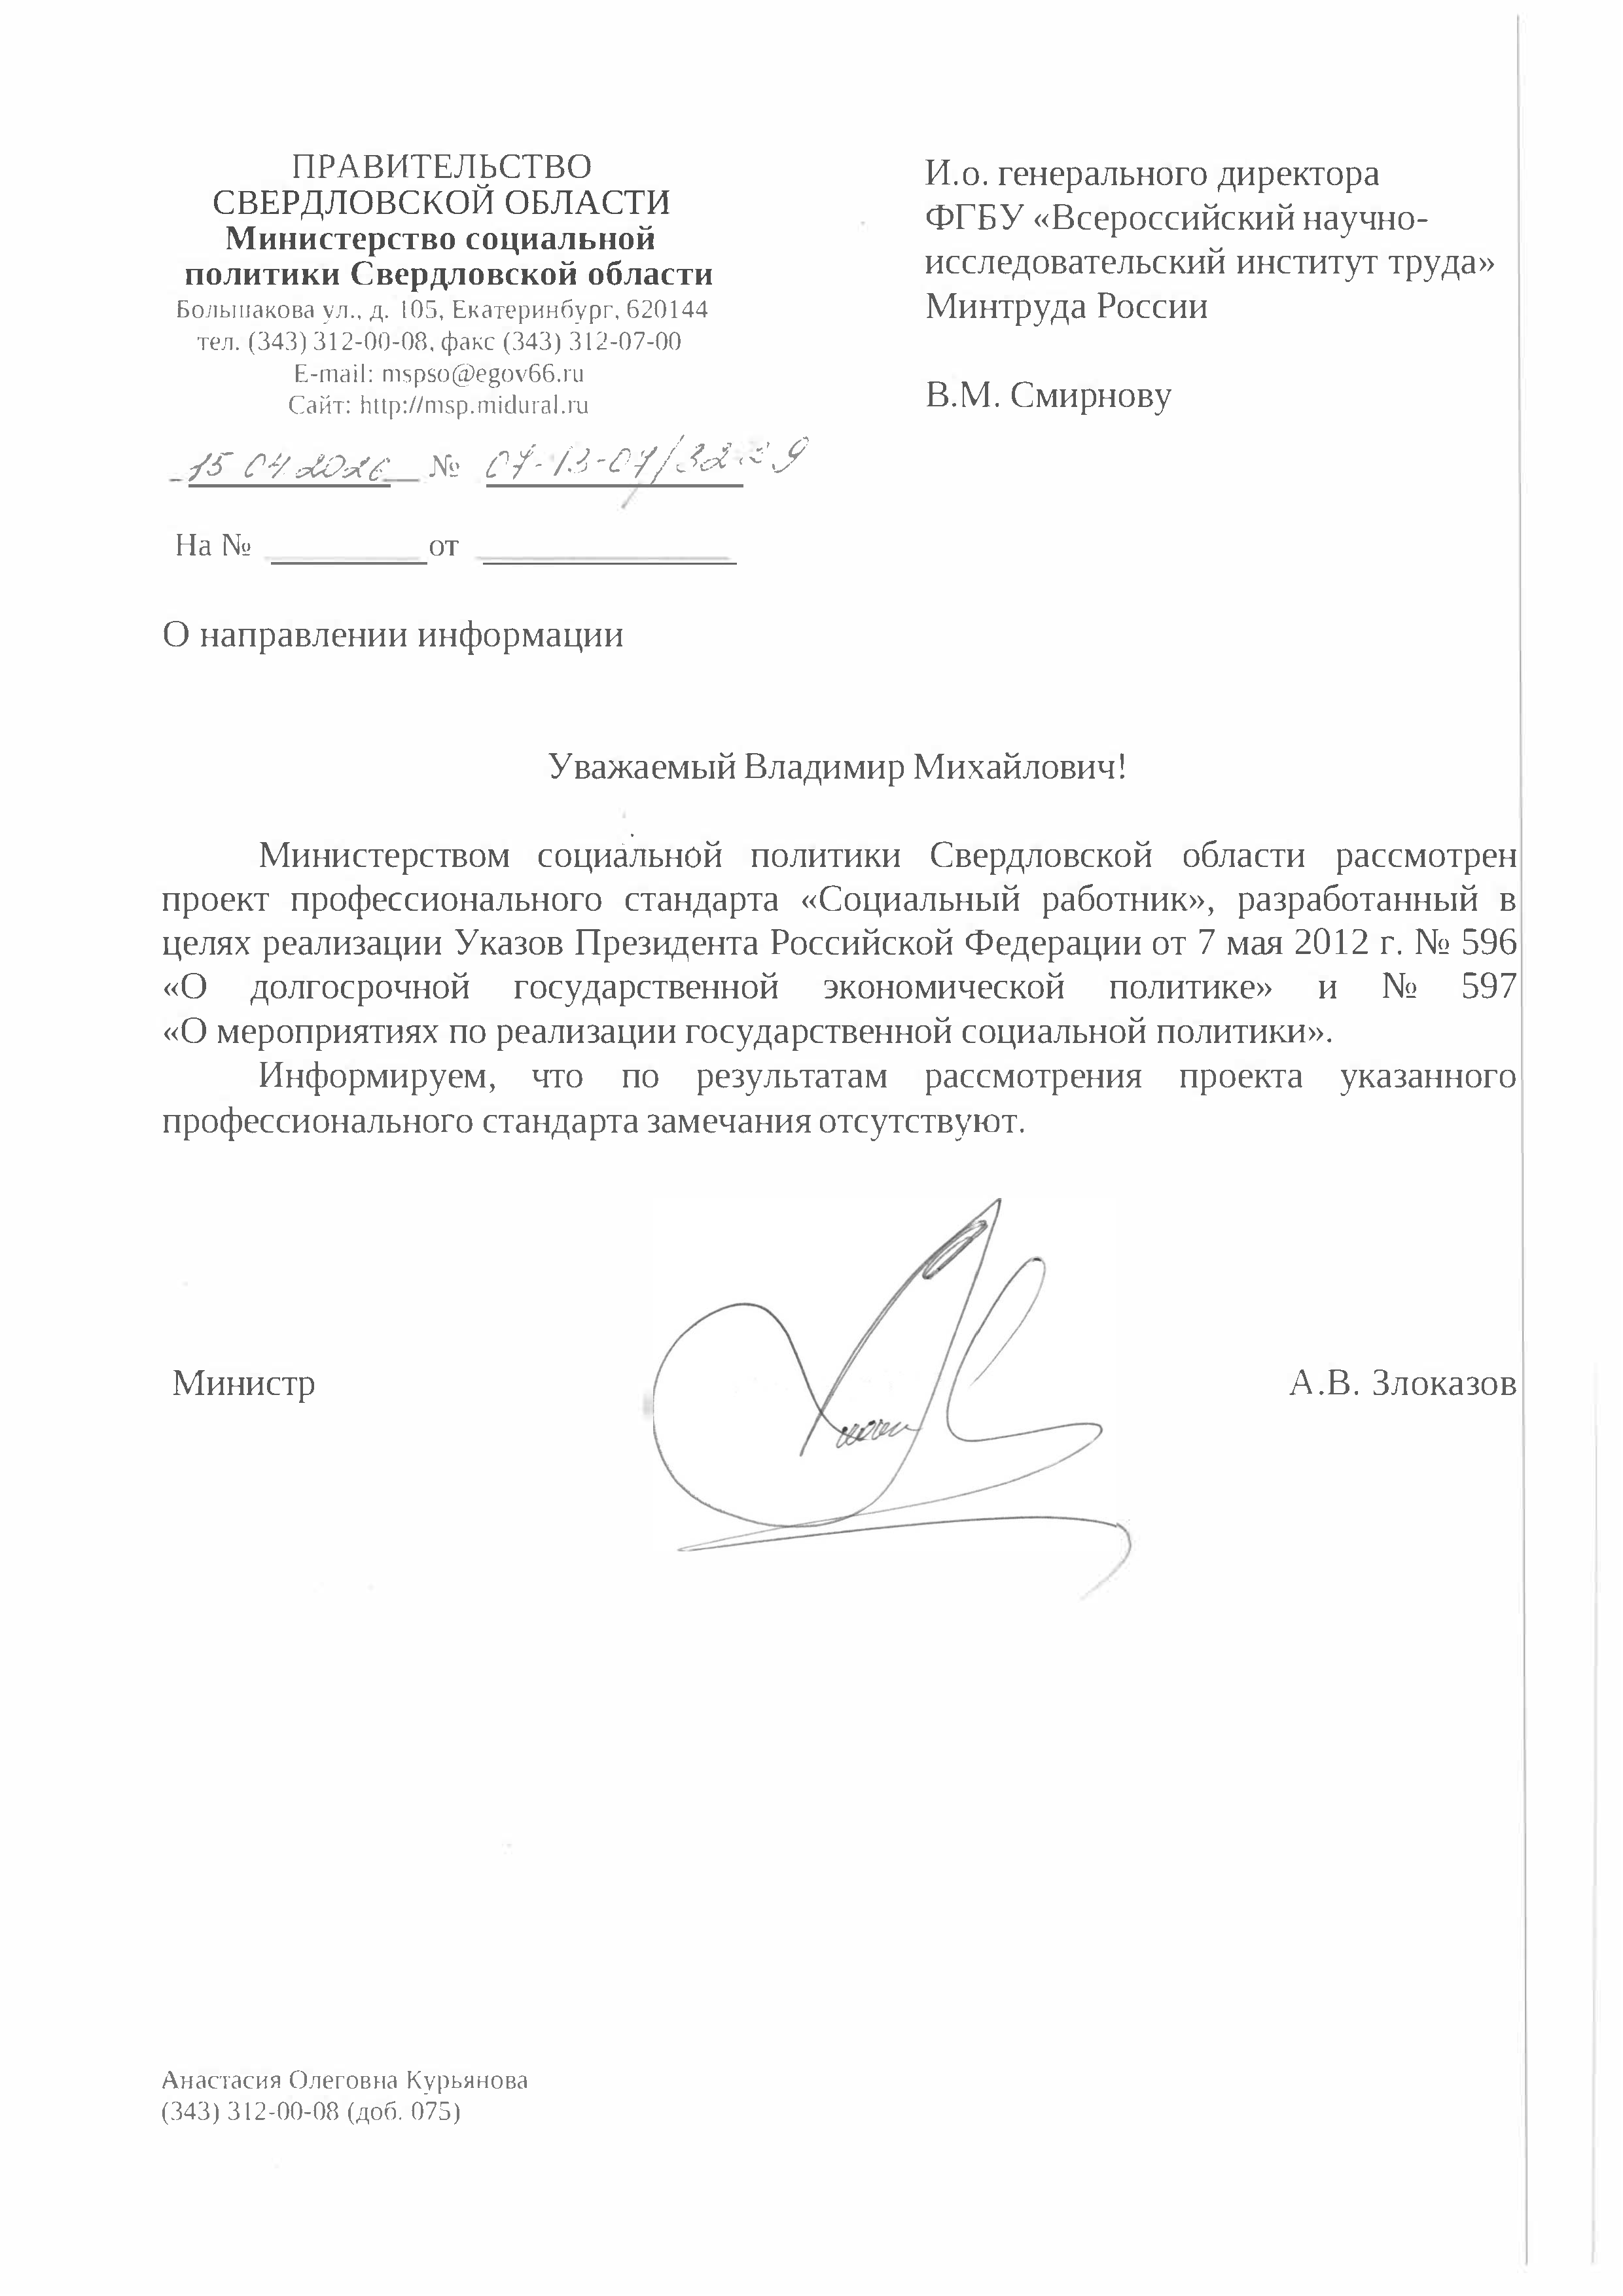 ПРАВИТЕЛЬСТВО
СВЕРДЛОВСКОЙ ОБЛАСТИ
Министерство социальной
политики Свердловской области
Большакова ул., д. 105, Екатеринбург, 620144
тел. (343) 312-00-08, факс (343) 312-07-00
E-mail: mspso@egov66.ru
Сайт: http://msp.midural.ru
15 04 2026 №
На № от
О направлении информации
И.о. генерального директора
ФГБУ «Всероссийский научно-
исследовательский институт труда»
Минтруда России
В.М. Смирнову
Уважаемый Владимир Михайлович!
Министерством социальной политики Свердловской области рассмотрен
проект профессионального стандарта «Социальный работник», разработанный в
целях реализации Указов Президента Российской Федерации от 7 мая 2012 г. № 596
«О долгосрочной государственной экономической политике» и № 597
«О мероприятиях по реализации государственной социальной политики».
Информируем, что по результатам рассмотрения проекта указанного
профессионального стандарта замечания отсутствуют.
Министр
А.В. Злоказов
Анастасия Олеговна Курьянова
(343) 312-00-08 (доб. 075)